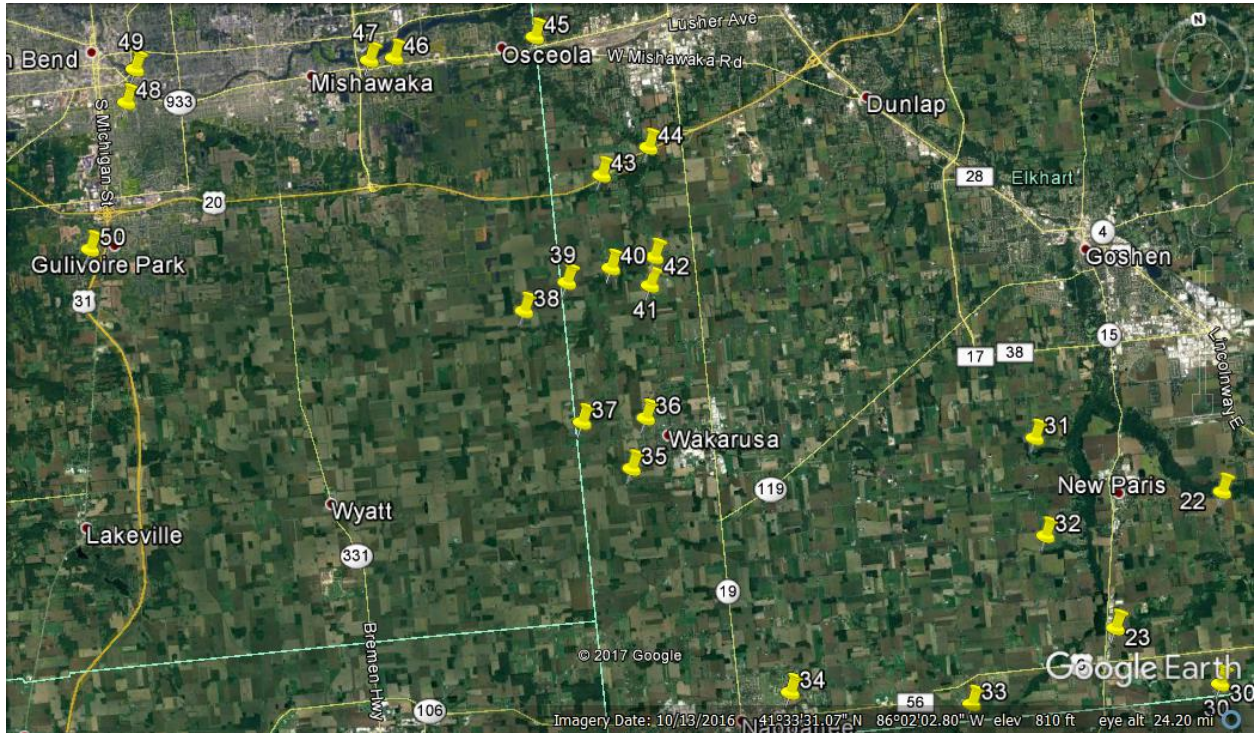 45
Lusher Ave
49
47
46
n Bend
Osceola
W Mishawaka Rd
Mishawaka
48
933
Dunlap
S Michigan St
44
43
28
Elkhart
20
4
50
Goshen
Gulivoire Park
39
40
42
31
38
41
15
17
38
Lincolnway E
37
36
31
Wakarusa
35
New Paris
22
119
Wyatt
32
Lakeville
331
19
23
Bremen Hwy
© 2017 Google
Google Earth
34
33
30
56
30
106
Nappanee
Imagery Date: 10/13/2016 41°33'31.07" N 86°02'02.80" W elev 810 ft eye alt 24.20 mi
N